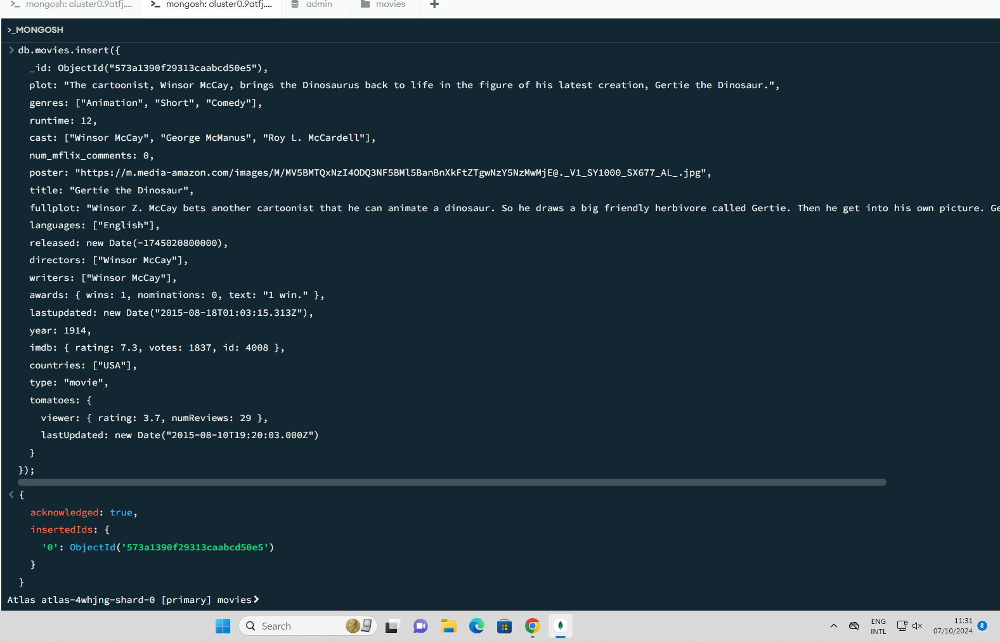 mongosh: cluster0.9atfj.... mongosh: cluster0.9atfj.... admin movies
>_MONGOSH
db.movies.insert({
_id: ObjectId("573a1390f29313caabcd50e5"),
plot: "The cartoonist, Winsor McCay, brings the Dinosaurus back to life in the figure of his latest creation, Gertie the Dinosaur.",
genres: ["Animation", "Short", "Comedy"],
runtime: 12,
cast: ["Winsor McCay", "George McManus", "Roy L. McCardell"],
num_mflix_comments: 0,
poster: "https://m.media-amazon.com/images/M/MV5BMTQxNzI4ODQ3NF5BMl5BanBnXkFtZTgwNzY5NzMwMjE@._V1_SY1000_SX677_AL_.jpg",
title: "Gertie the Dinosaur",
fullplot: "Winsor Z. McCay bets another cartoonist that he can animate a dinosaur. So he draws a big friendly herbivore called Gertie. Then he get into his own picture. Ge
languages: ["English"],
released: new Date(-1745020800000),
directors: ["Winsor McCay"],
writers: ["Winsor McCay"],
awards: { wins: 1, nominations: 0, text: "1 win." },
lastupdated: new Date("2015-08-18T01:03:15.313Z"),
year: 1914,
imdb: { rating: 7.3, votes: 1837, id: 4008 },
countries: ["USA"],
type: "movie",
tomatoes: {
viewer: { rating: 3.7, numReviews: 29 },
lastUpdated: new Date("2015-08-10T19:20:03.000Z")
}
});
{
acknowledged: true,
insertedIds: {
'0': ObjectId('573a1390f29313caabcd50e5')
}
}
Atlas atlas-4whjng-shard-0 [primary] movies>
Search
ENG
INTL
11:31
07/10/2024
8